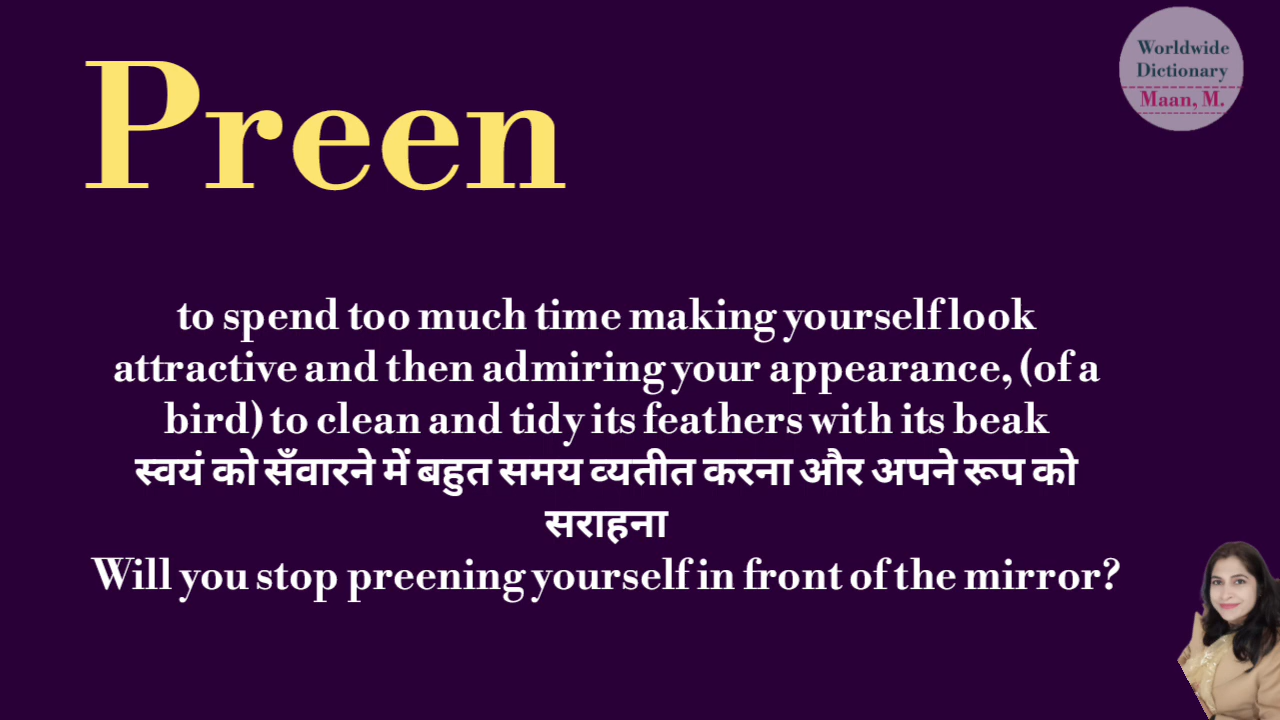 Preen
Worldwide
Dictionary
Maan, M.
to spend too much time making yourself look
attractive and then admiring your appearance, (of a
bird) to clean and tidy its feathers with its beak
स्वयं को सँवारने में बहुत समय व्यतीत करना और अपने रूप को
सराहना
Will you stop preening yourself in front of the mirror?